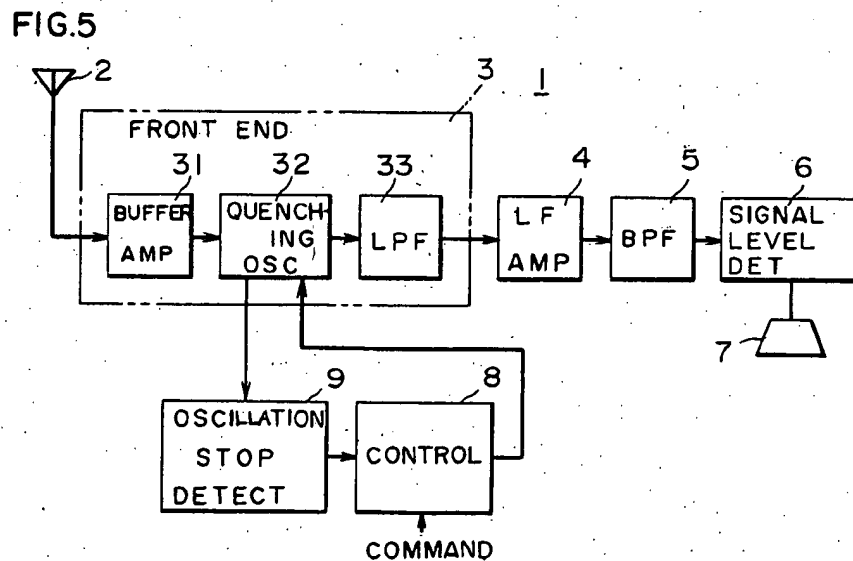 FIG.5
2
3
1
FRONT END
31
32
33
4
5
6
BUFFER
AMP
QUENCH-
ING
OSC
LPF
LF
AMP
BPF
SIGNAL
LEVEL
DET
7
9
8
OSCILLATION
STOP
DETECT
CONTROL
COMMAND